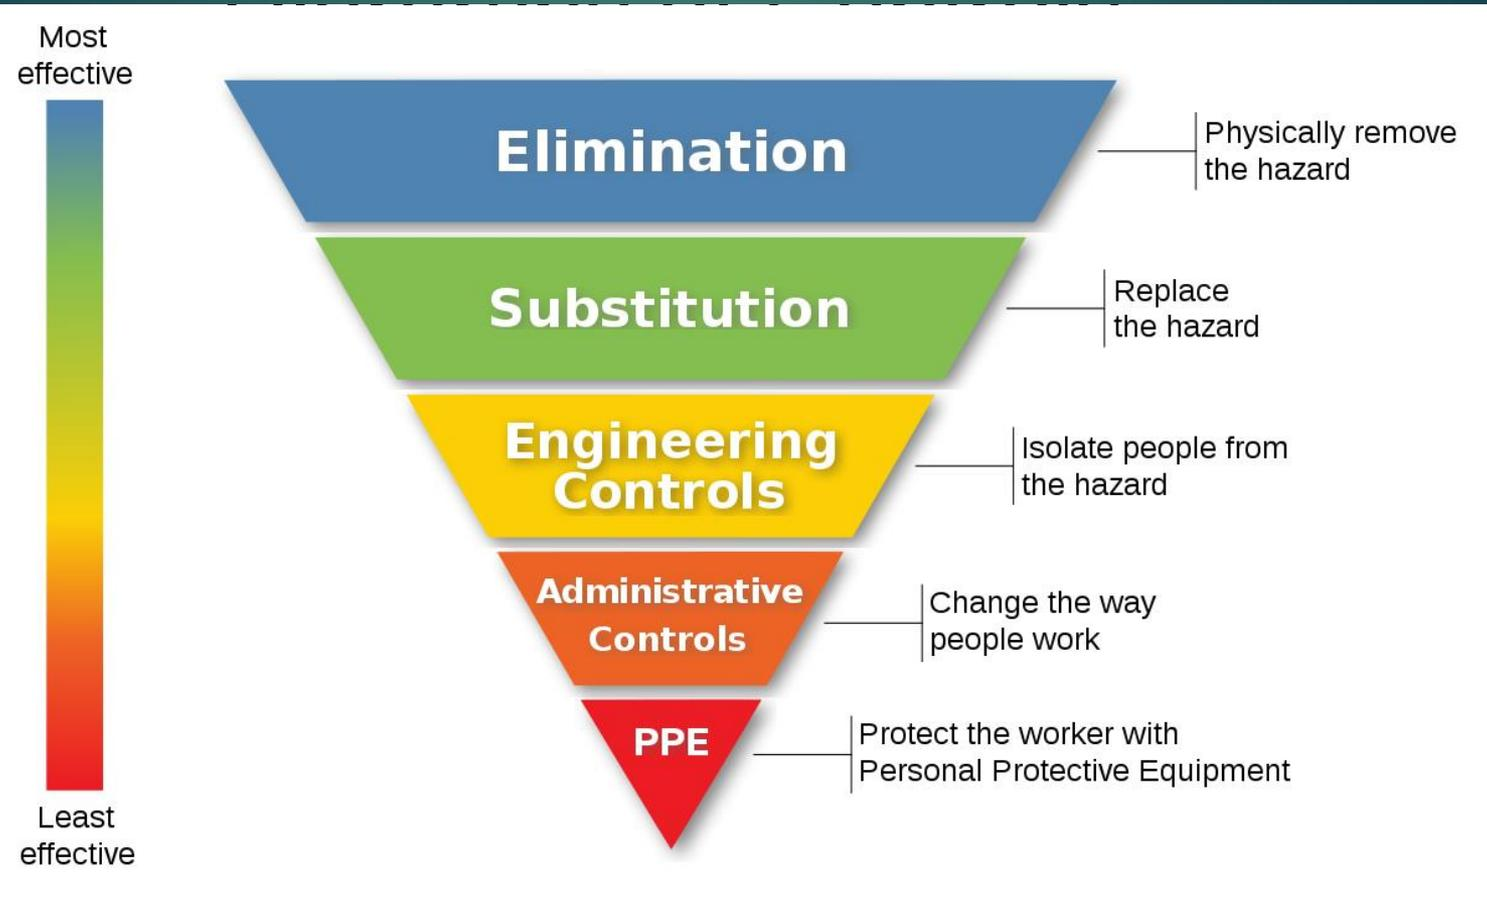 Most
effective
Elimination
Physically remove
the hazard
Substitution
Replace
the hazard
Engineering
Controls
Isolate people from
the hazard
Administrative
Controls
Change the way
people work
PPE
Protect the worker with
Personal Protective Equipment
Least
effective